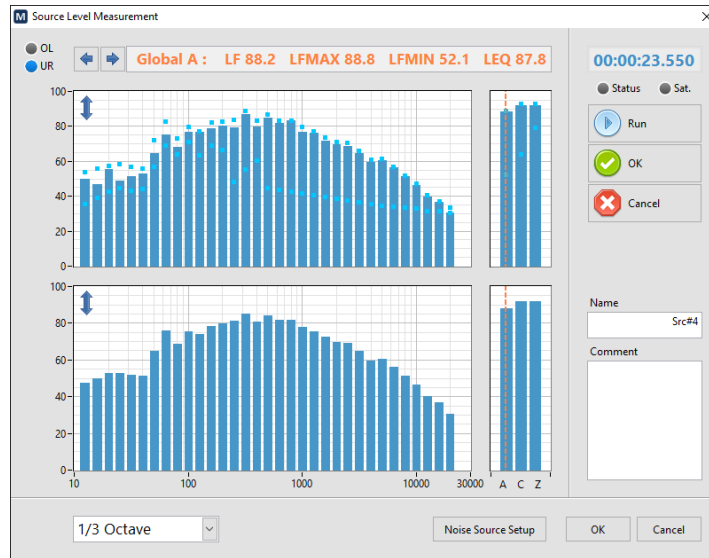 M Source Level Measurement
OL
UR
Global A : LF 88.2 LFMAX 88.8 LFMIN 52.1 LEQ 87.8
00:00:23.550
Status Sat.
Run
OK
Cancel
100
80
60
40
20
0
100
80
60
40
20
0
10 100 1000 10000 30000
A C Z
Name
Src#4
Comment
1/3 Octave
Noise Source Setup
OK
Cancel